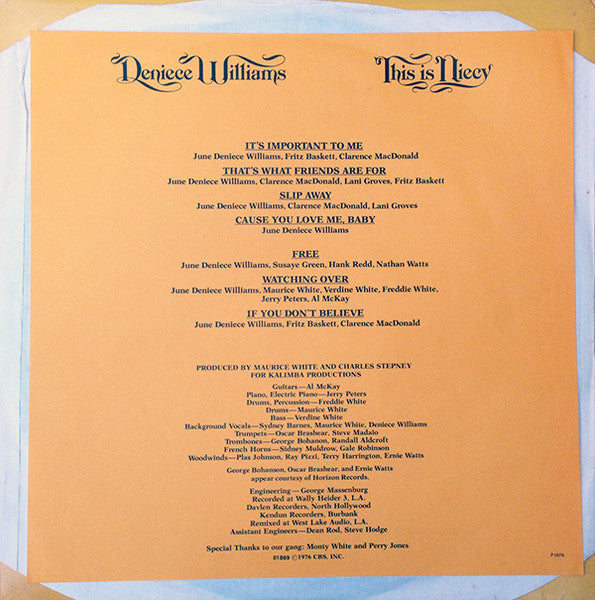 Deniece Williams This is Niecy
IT'S IMPORTANT TO ME
June Deniece Williams, Fritz Baskett, Clarence MacDonald
THAT'S WHAT FRIENDS ARE FOR
June Deniece Williams, Clarence MacDonald, Lani Groves, Fritz Baskett
SLIP AWAY
June Deniece Williams, Clarence MacDonald, Lani Groves
CAUSE YOU LOVE ME, BABY
June Deniece Williams
FREE
June Deniece Williams, Susaye Green, Hank Redd, Nathan Watts
WATCHING OVER
June Deniece Williams, Maurice White, Verdine White, Freddie White,
Jerry Peters, Al McKay
IF YOU DON'T BELIEVE
June Deniece Williams, Fritz Baskett, Clarence MacDonald
PRODUCED BY MAURICE WHITE AND CHARLES STEPNEY
FOR KALIMBA PRODUCTIONS
Guitars—Al McKay
Piano, Electric Piano—Jerry Peters
Drums, Percussion—Freddie White
Drums—Maurice White
Bass—Verdine White
Background Vocals—Sydney Barnes, Maurice White, Deniece Williams
Trumpets—Oscar Brashear, Steve Madaio
Trombones—George Bohanon, Randall Aldcroft
French Horns—Sidney Muldrow, Gale Robinson
Woodwinds—Plas Johnson, Ray Pizzi, Terry Harrington, Ernie Watts
George Bohanson, Oscar Brashear, and Ernie Watts
appear courtesy of Horizon Records.
Engineering—George Massenburg
Recorded at Wally Heider 3, L.A.
Davlen Recorders, North Hollywood
Kendun Recorders, Burbank
Remixed at West Lake Audio, L.A.
Assistant Engineers—Dean Rod, Steve Hodge
Special Thanks to our gang: Monty White and Perry Jones
81869 ©1976 CBS, INC.